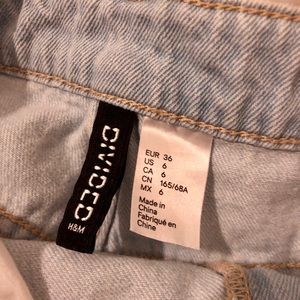 DIVIDED
H&M
EUR 36
US 6
CA 6
CN 165/68A
MX 6
Made in
China
Fabriqué en
Chine